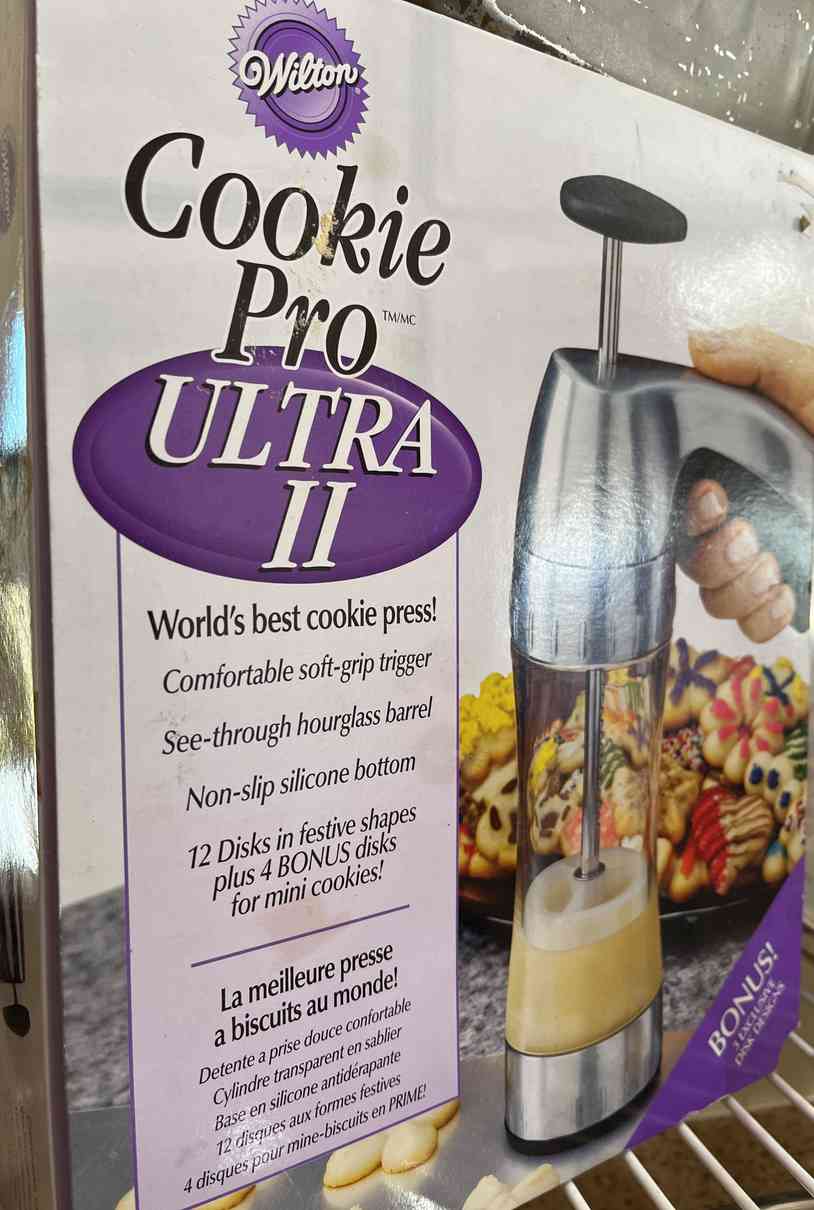 Wilton
Cookie
Pro TM/MC
ULTRA
II
World's best cookie press!
Comfortable soft-grip trigger
See-through hourglass barrel
Non-slip silicone bottom
12 Disks in festive shapes
plus 4 BONUS disks
for mini cookies!
La meilleure presse
a biscuits au monde!
Detente a prise douce confortable
Cylindre transparent en sablier
Base en silicone antidérapante
12 disques aux formes festives
4 disques pour mine-biscuits en PRIME!
BONUS!
EXCLUSIVE
DISK DESIGNS